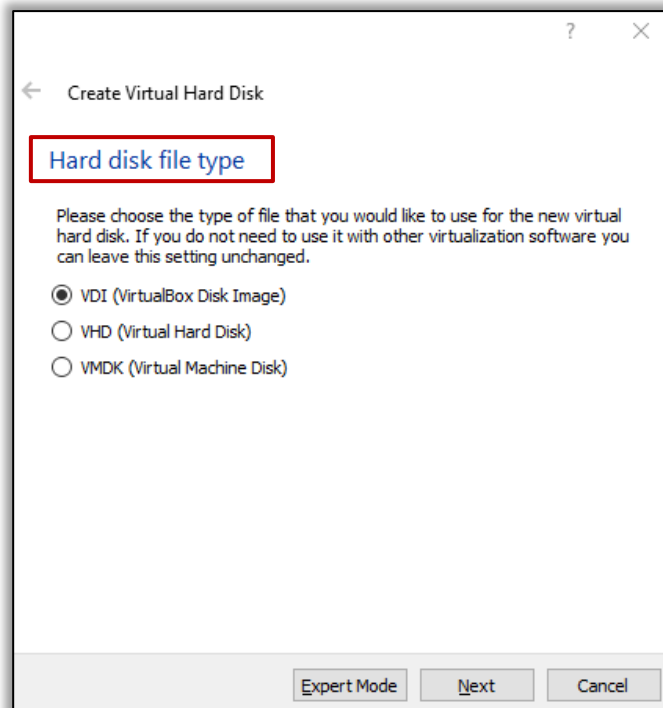 ?
Create Virtual Hard Disk
Hard disk file type
Please choose the type of file that you would like to use for the new virtual
hard disk. If you do not need to use it with other virtualization software you
can leave this setting unchanged.
VDI (VirtualBox Disk Image)
VHD (Virtual Hard Disk)
VMDK (Virtual Machine Disk)
Expert Mode Next Cancel